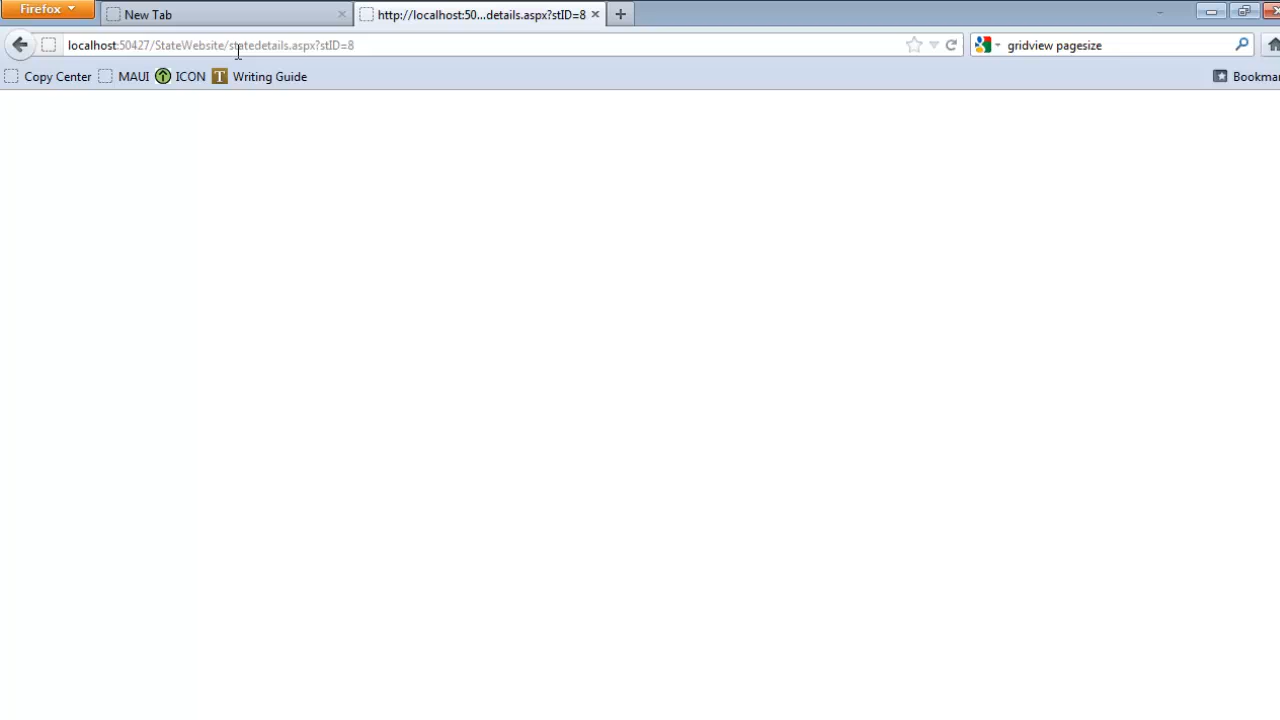 Firefox
New Tab
http://localhost:50...details.aspx?stID=8
localhost:50427/StateWebsite/statedetails.aspx?stID=8
gridview pagesize
Copy Center
MAUI
ICON
T Writing Guide
Bookmar